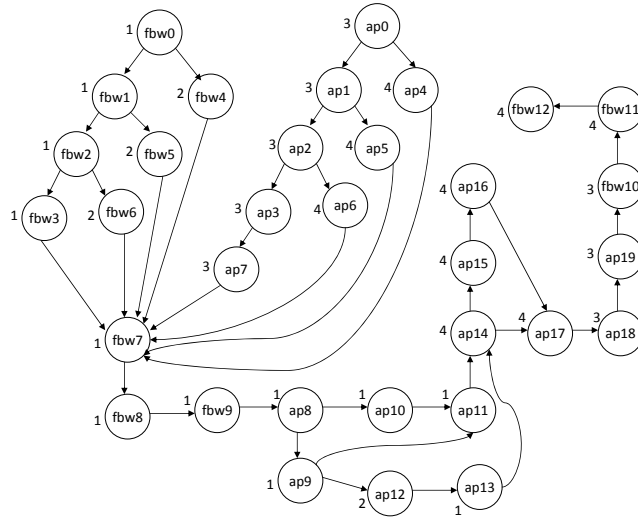 1 fbw0
3 ap0
1 fbw1
2 fbw4
3 ap1
4 ap4
4 fbw12
4 fbw11
1 fbw2
2 fbw5
3 ap2
4 ap5
1 fbw3
2 fbw6
3 ap3
4 ap6
4 ap16
3 fbw10
3 ap7
4 ap15
3 ap19
1 fbw7
4 ap14
4 ap17
3 ap18
1 fbw8
1 fbw9
1 ap8
1 ap10
1 ap11
1 ap9
2 ap12
1 ap13